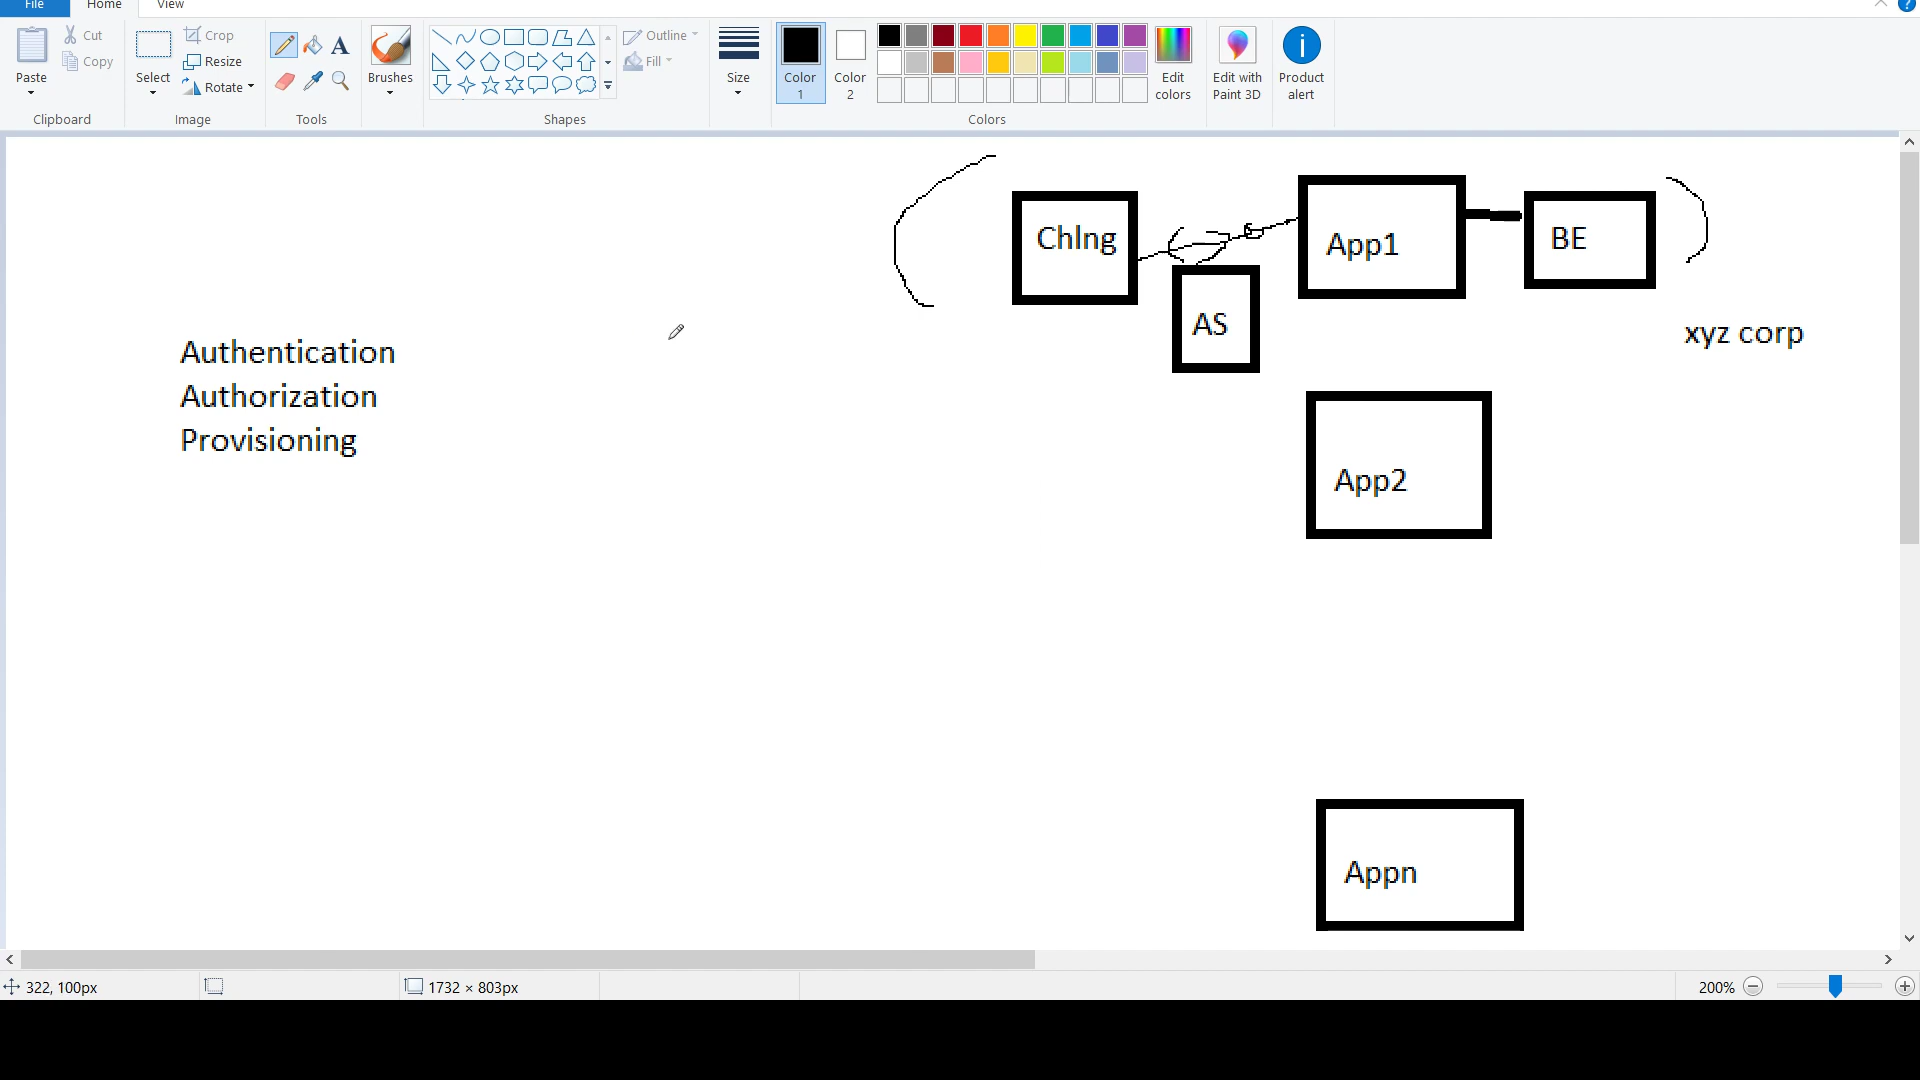 File
Home
View
Paste
Cut
Copy
Clipboard
Select
Crop
Resize
Rotate
Image
Tools
Brushes
Shapes
Outline
Fill
Size
Color
1
Color
2
Colors
Edit
colors
Edit with
Paint 3D
Product
alert
Chlng
App1
BE
AS
xyz corp
Authentication
Authorization
Provisioning
App2
Appn
322, 100px
1732 × 803px
200%